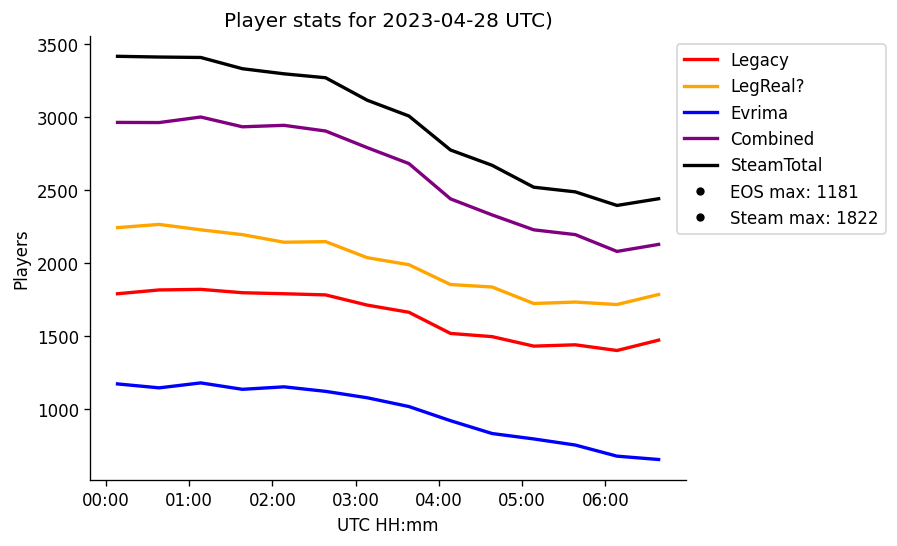 Player stats for 2023-04-28 UTC)
3500
3000
2500
2000
1500
1000
Players
00:00 01:00 02:00 03:00 04:00 05:00 06:00
UTC HH:mm
Legacy
LegReal?
Evrima
Combined
SteamTotal
EOS max: 1181
Steam max: 1822